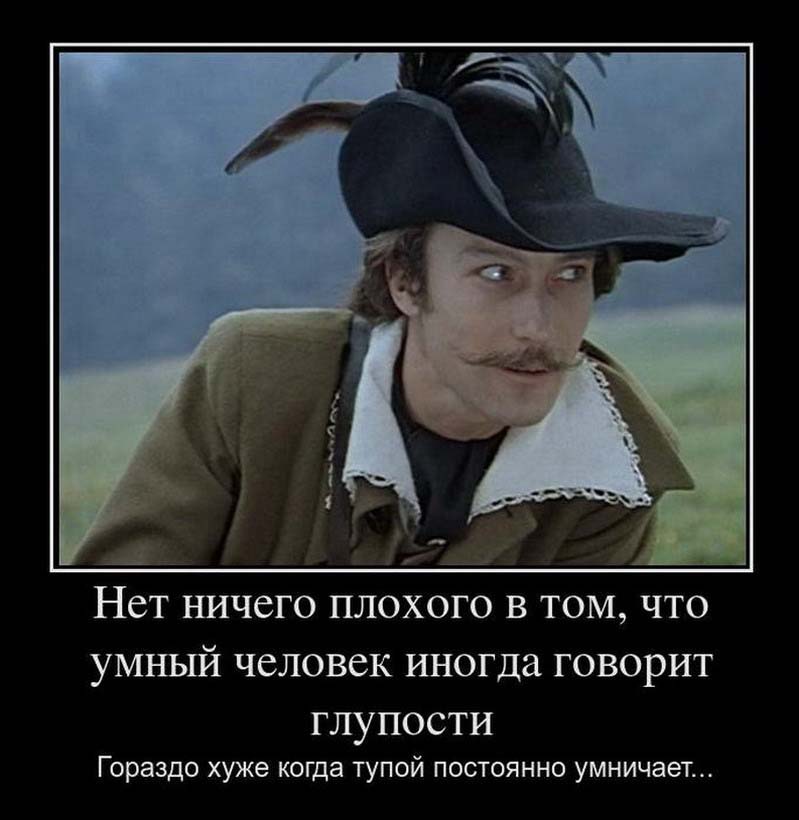 Нет ничего плохого в том, что
умный человек иногда говорит
глупости
Гораздо хуже когда тупой постоянно умничает...